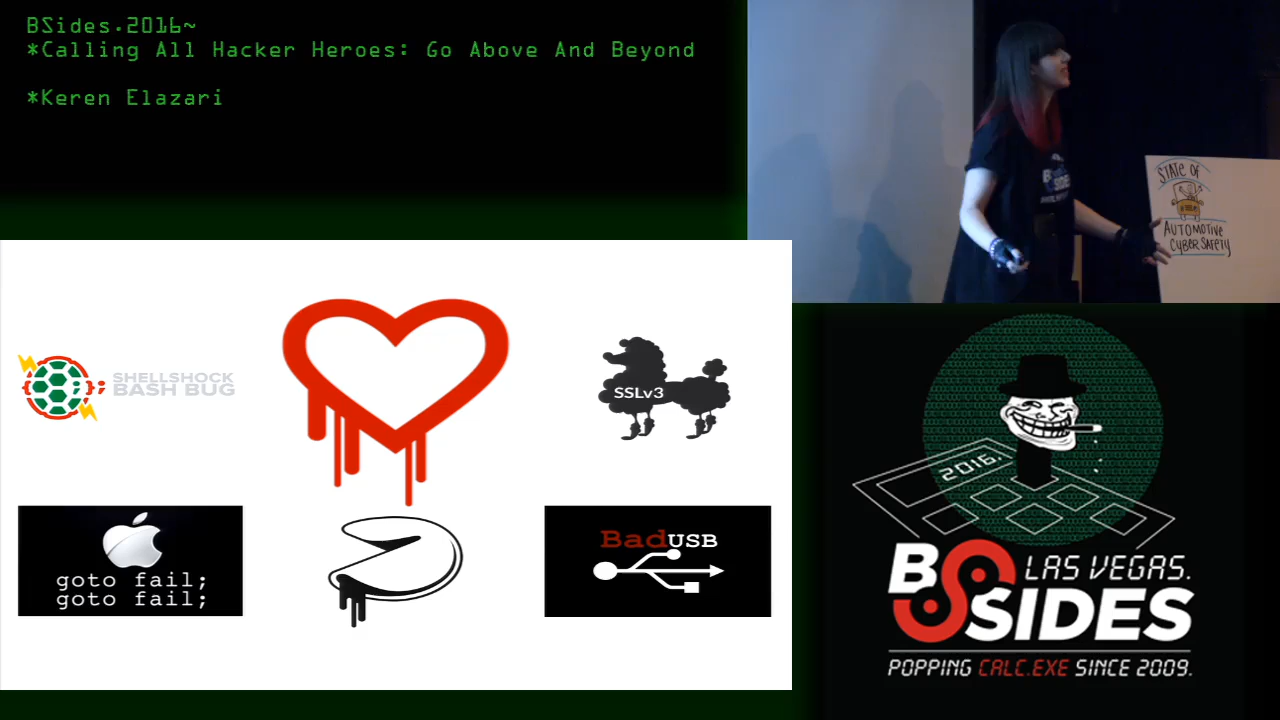 BSides.2016~
*Calling All Hacker Heroes: Go Above And Beyond
*Keren Elazari
STATE OF
AUTOMOTIVE
CYBER SAFETY
SHELLSHOCK
BASH BUG
SSLv3
goto fail;
goto fail;
BadUSB
2016.
BSIDES
LAS VEGAS.
POPPING CALC.EXE SINCE 2009.